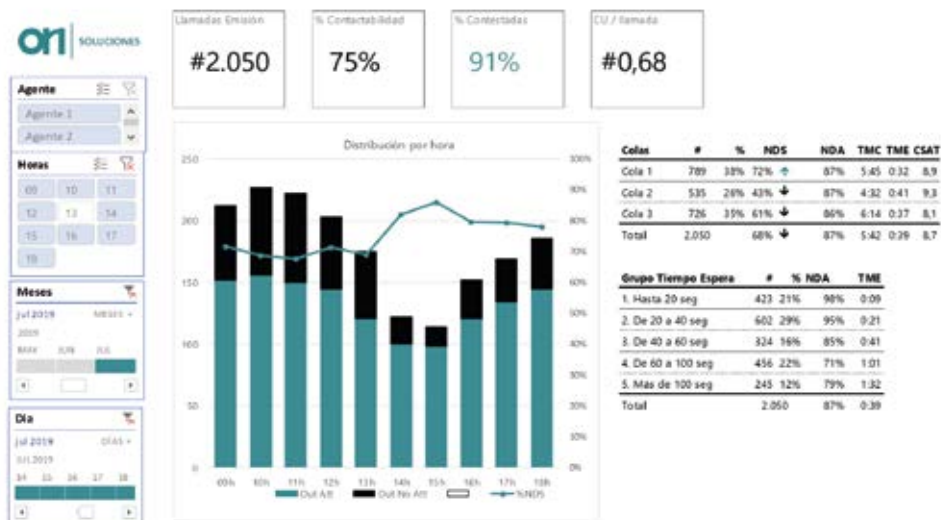 on SOLUCIONES
Llamadas Emisión
#2.050
% Contactabilidad
75%
% Contestadas
91%
CU / llamada
#0,68
Agente
Agente 1
Agente 2
Horas
09 10 11
12 13 14
15 16 17
18
Meses
jul 2019 MESES
2019
MAY JUN JUL
Día
jul 2019 DÍAS
JUL 2019
14 15 16 17 18
Distribución por hora
250 100%
90%
200 80%
70%
150 60%
50%
100 40%
30%
50 20%
10%
0 0%
09h 10h 11h 12h 13h 14h 15h 16h 17h 18h
Out Att Out No Att %NDS
Colas # % NDS NDA TMC TME CSAT
Cola 1 789 38% 72% 87% 5:45 0:32 8,9
Cola 2 535 26% 43% 87% 4:32 0:41 9,3
Cola 3 726 35% 61% 86% 6:14 0:37 8,1
Total 2.050 68% 87% 5:42 0:39 8,7
Grupo Tiempo Espera # % NDA TME
1. Hasta 20 seg 423 21% 98% 0:09
2. De 20 a 40 seg 602 29% 95% 0:21
3. De 40 a 60 seg 324 16% 85% 0:41
4. De 60 a 100 seg 456 22% 71% 1:01
5. Mas de 100 seg 245 12% 79% 1:32
Total 2.050 87% 0:39